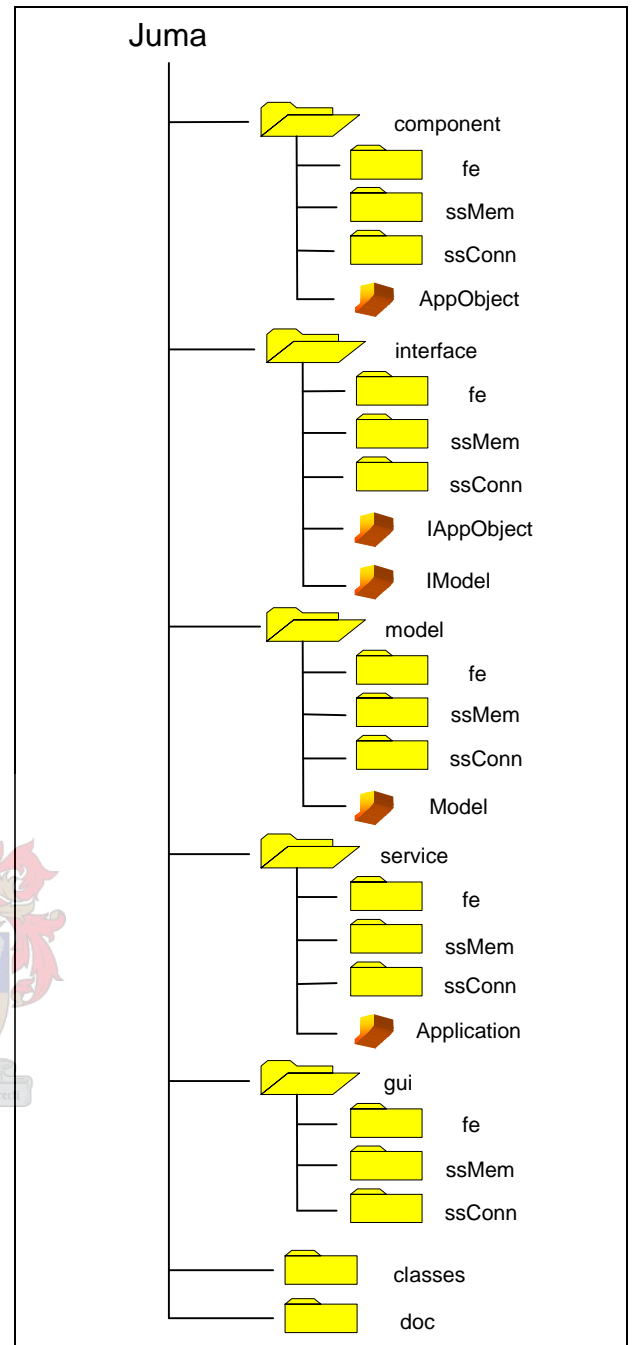 Juma
component
fe
ssMem
ssConn
AppObject
interface
fe
ssMem
ssConn
IAppObject
IModel
model
fe
ssMem
ssConn
Model
service
fe
ssMem
ssConn
Application
gui
fe
ssMem
ssConn
classes
doc